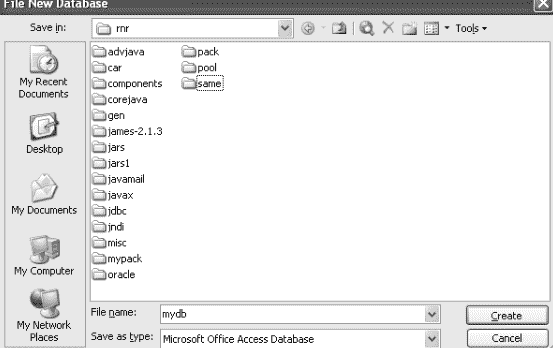 File New Database
Save in:
rnr
Tools
My Recent
Documents
Desktop
My Documents
My Computer
My Network
Places
advjava
car
components
corejava
gen
james-2.1.3
jars
jars1
javamail
javax
jdbc
jndi
misc
mypack
oracle
pack
pool
same
File name:
mydb
Create
Save as type:
Microsoft Office Access Database
Cancel